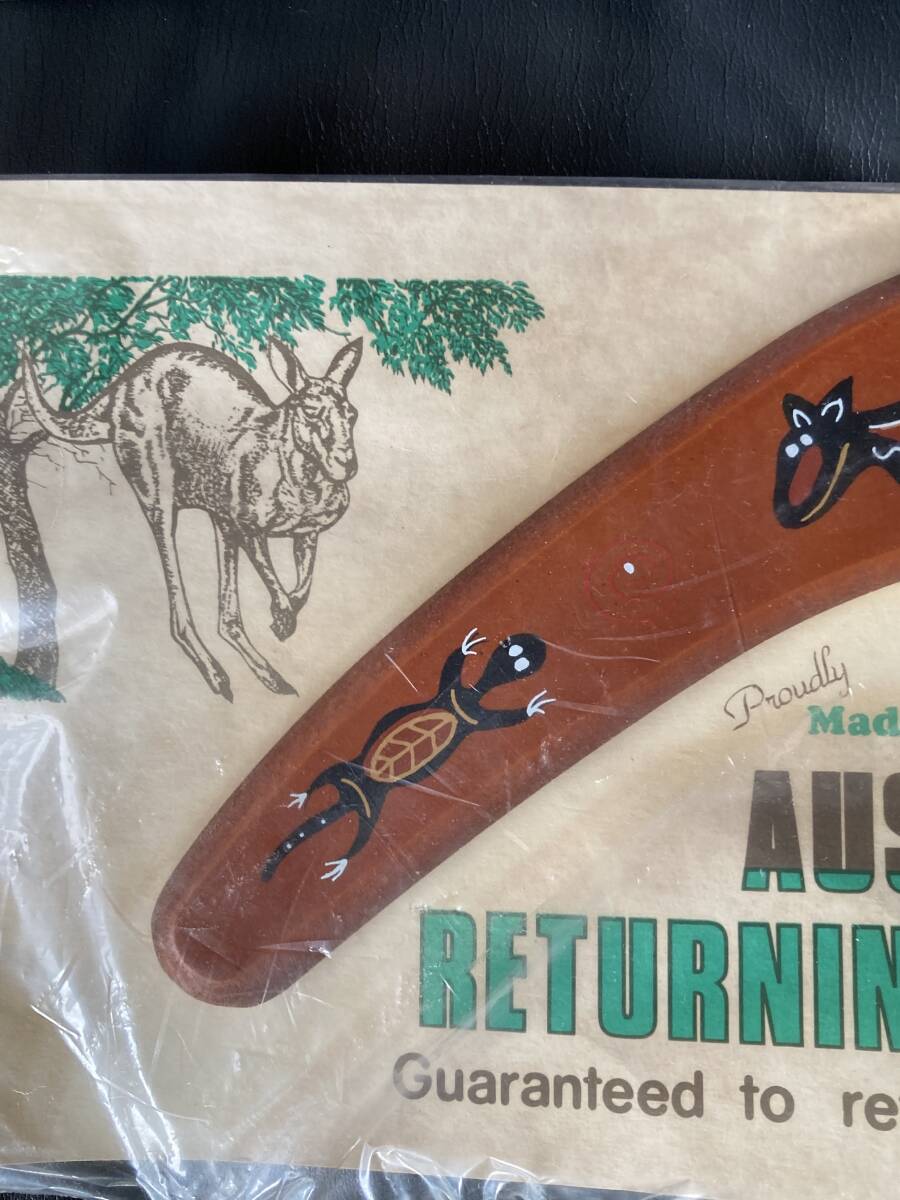 Proudly
Mad
AUS
RETURNIN
Guaranteed to re